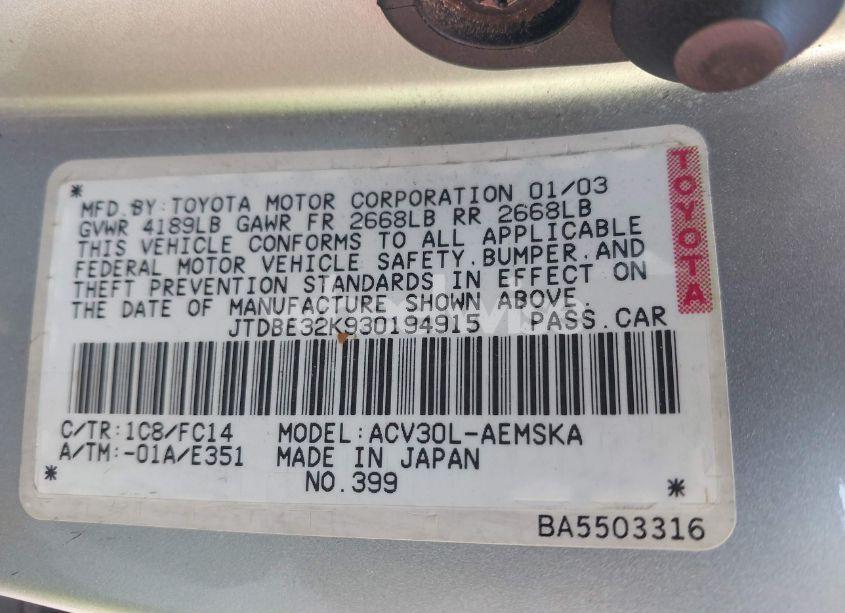 MFD.BY:TOYOTA MOTOR CORPORATION 01/03
GVWR 4189LB GAWR FR 2668LB RR 2668LB
THIS VEHICLE CONFORMS TO ALL APPLICABLE
FEDERAL MOTOR VEHICLE SAFETY,BUMPER,AND
THEFT PREVENTION STANDARDS IN EFFECT ON
THE DATE OF MANUFACTURE SHOWN ABOVE.
JTDBE32K930194915 PASS.CAR
C/TR:1C8/FC14 MODEL:ACV30L-AEMSKA
A/TM:-01A/E351 MADE IN JAPAN
NO.399
BA5503316
TOYOTA